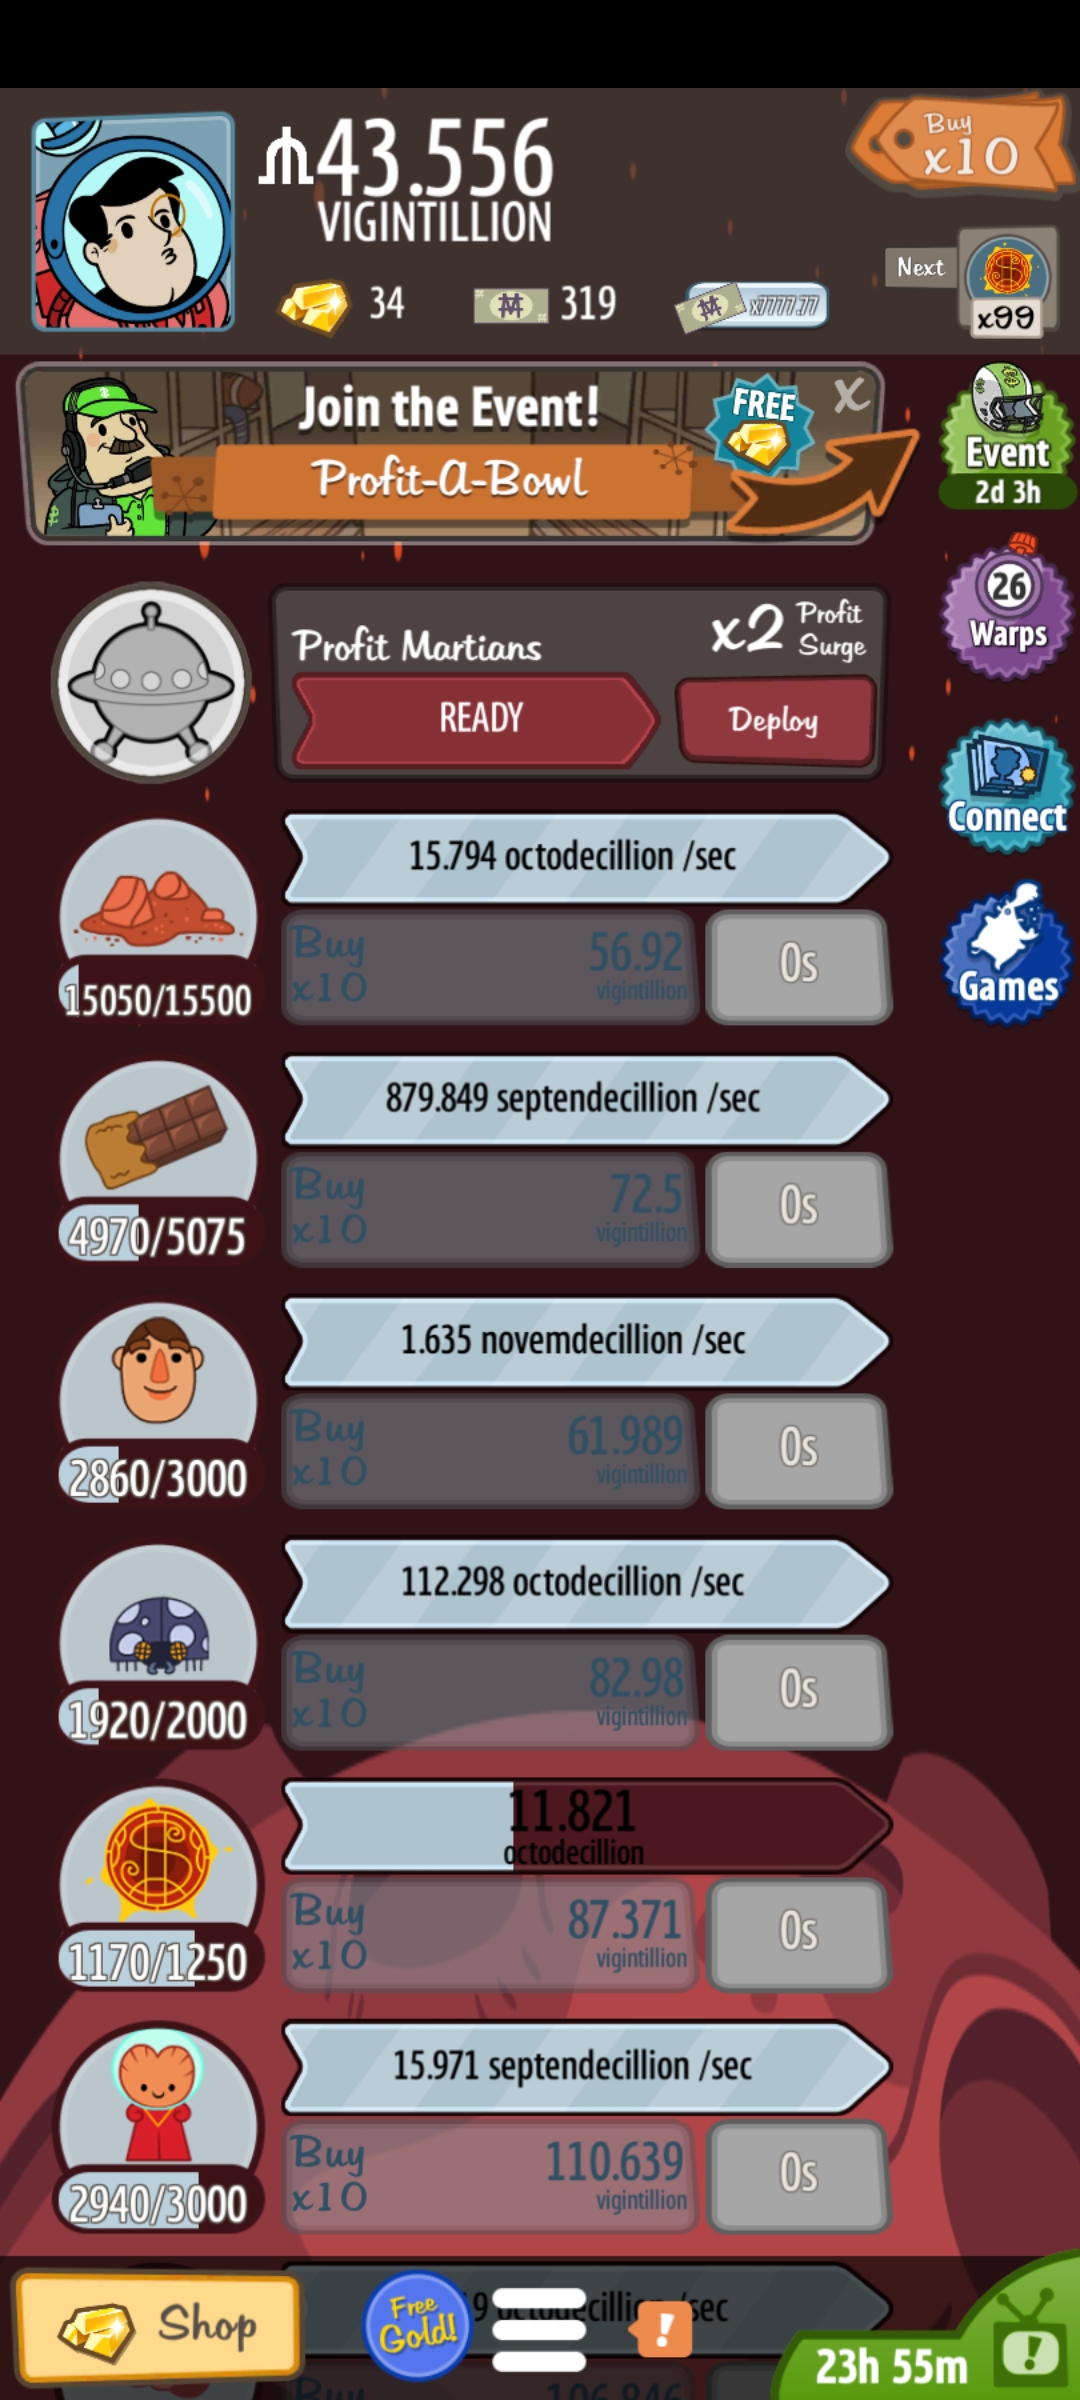 43.556
VIGINTILLION
Buy
x10
34
319
x7777.77
Next
x99
Join the Event!
Profit-A-Bowl
FREE
X
Event
2d 3h
26
Warps
Connect
Games
Profit Martians
x2 Profit
Surge
READY
Deploy
15.794 octodecillion /sec
Buy
x10
56.92
vigintillion
0s
15050/15500
879.849 septendecillion /sec
Buy
x10
72.5
vigintillion
0s
4970/5075
1.635 novemdecillion /sec
Buy
x10
61.989
vigintillion
0s
2860/3000
112.298 octodecillion /sec
Buy
x10
82.98
vigintillion
0s
1920/2000
11.821
octodecillion
Buy
x10
87.371
vigintillion
0s
1170/1250
15.971 septendecillion /sec
Buy
x10
110.639
vigintillion
0s
2940/3000
Shop
Free
Gold!
!
/sec
Buy
106.846
23h 55m
!